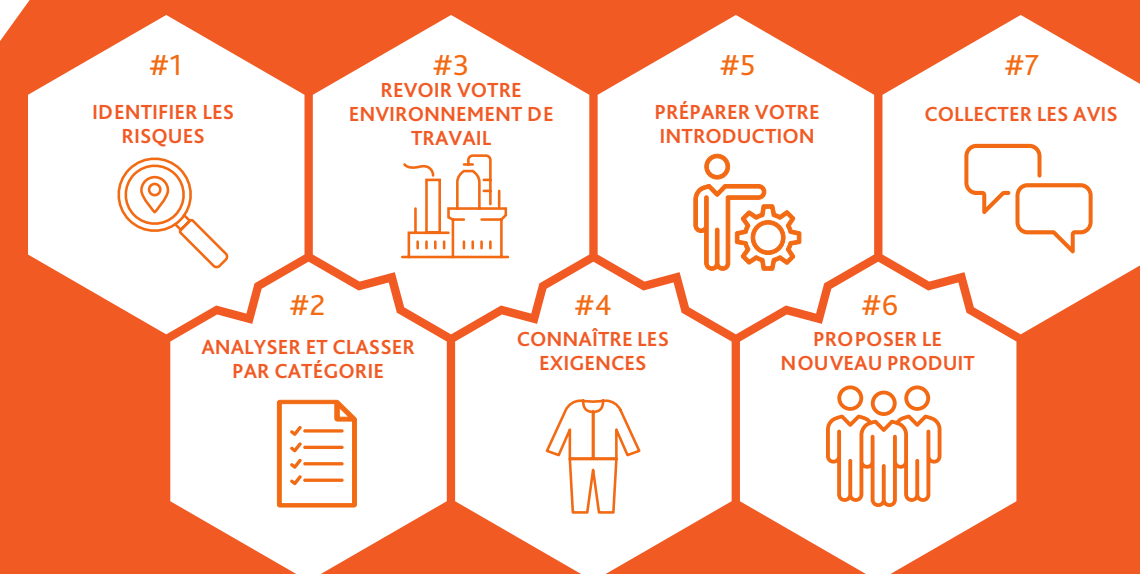 #1
IDENTIFIER LES
RISQUES
#2
ANALYSER ET CLASSER
PAR CATÉGORIE
#3
REVOIR VOTRE
ENVIRONNEMENT DE
TRAVAIL
#4
CONNAÎTRE LES
EXIGENCES
#5
PRÉPARER VOTRE
INTRODUCTION
#6
PROPOSER LE
NOUVEAU PRODUIT
#7
COLLECTER LES AVIS